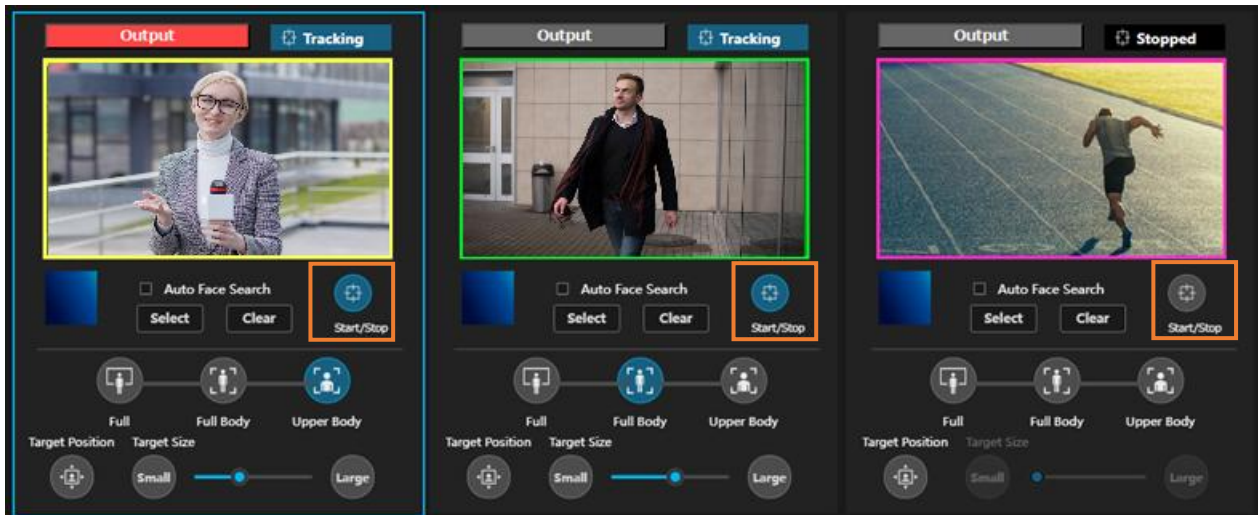 Output Tracking
Auto Face Search
Select Clear Start/Stop
Full Full Body Upper Body
Target Position Target Size
Small Large
Output Tracking
Auto Face Search
Select Clear Start/Stop
Full Full Body Upper Body
Target Position Target Size
Small Large
Output Stopped
Auto Face Search
Select Clear Start/Stop
Full Full Body Upper Body
Target Position Target Size
Small Large